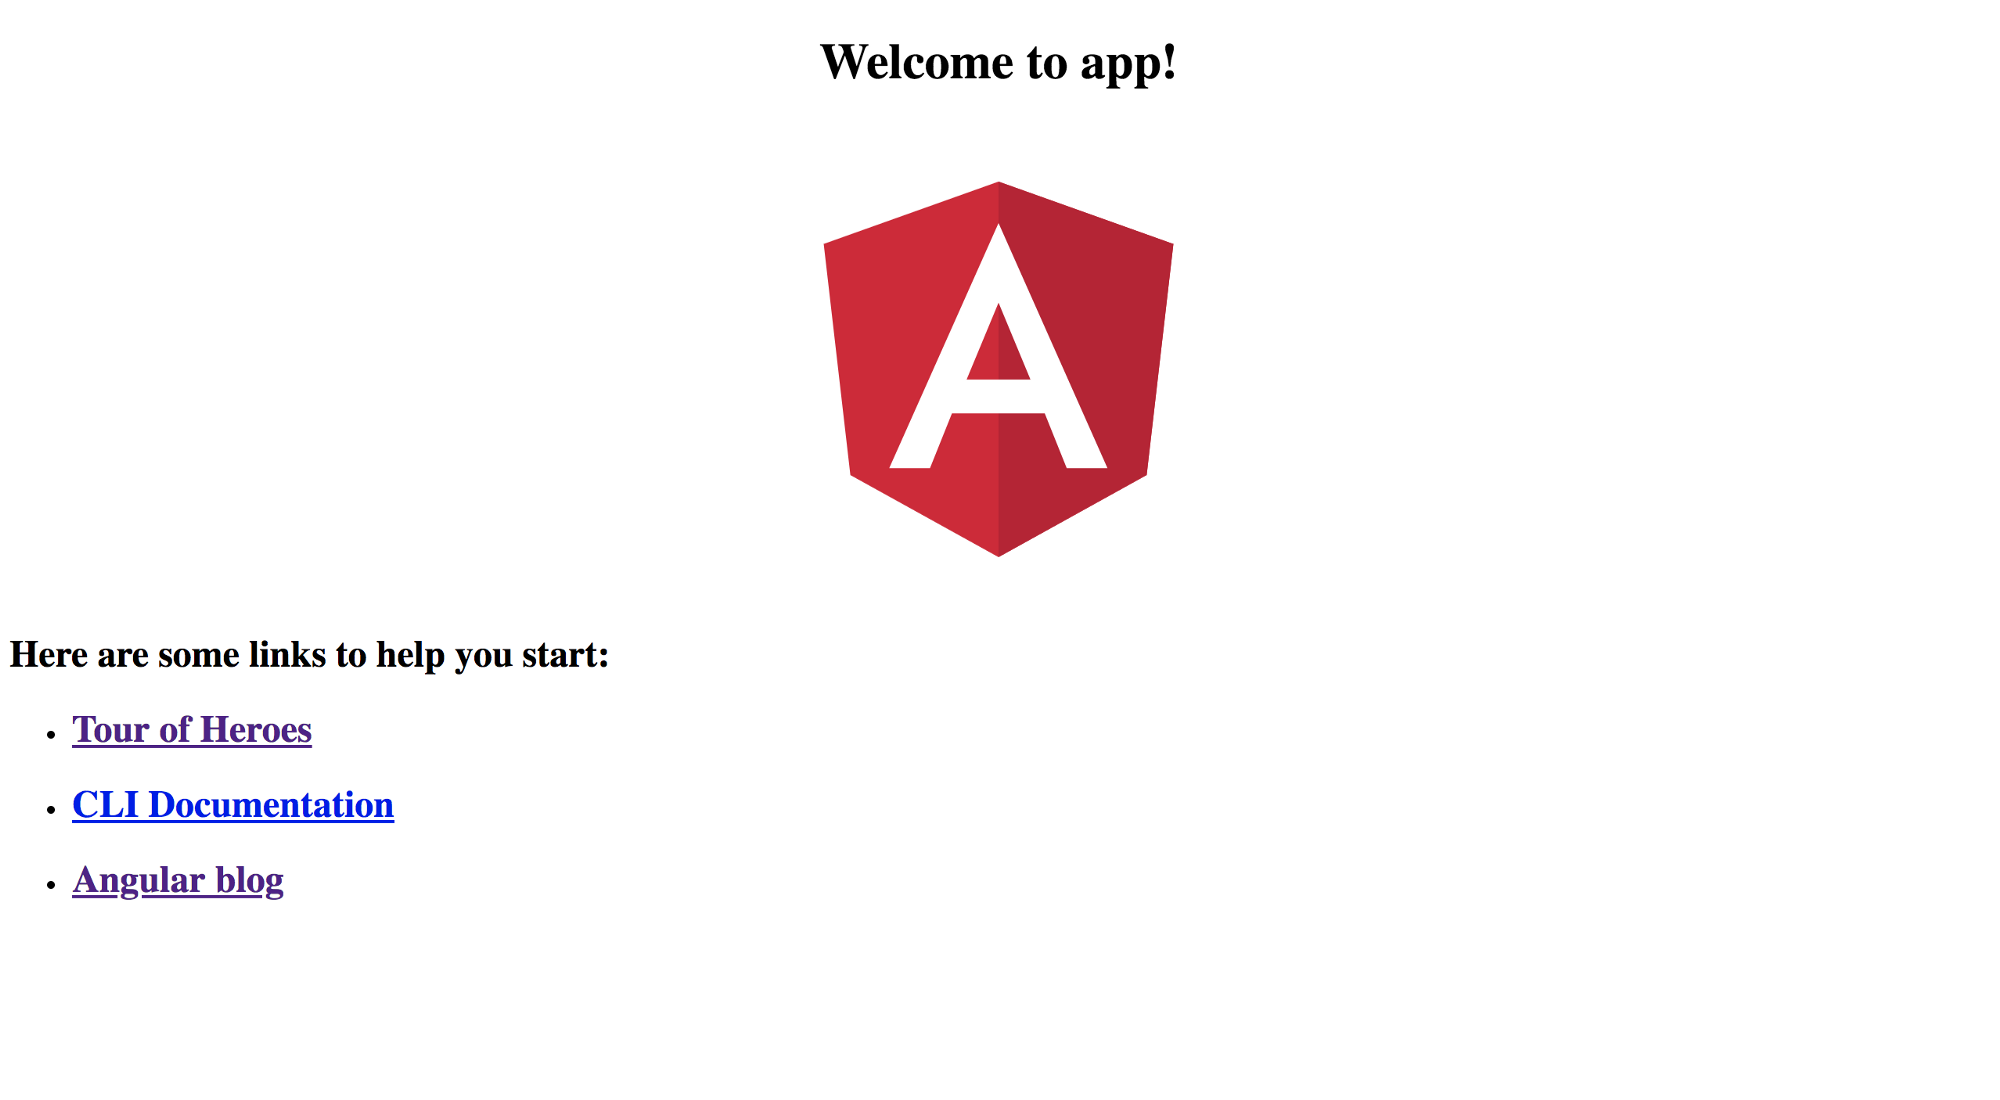 Welcome to app!
A
Here are some links to help you start:
Tour of Heroes
CLI Documentation
Angular blog